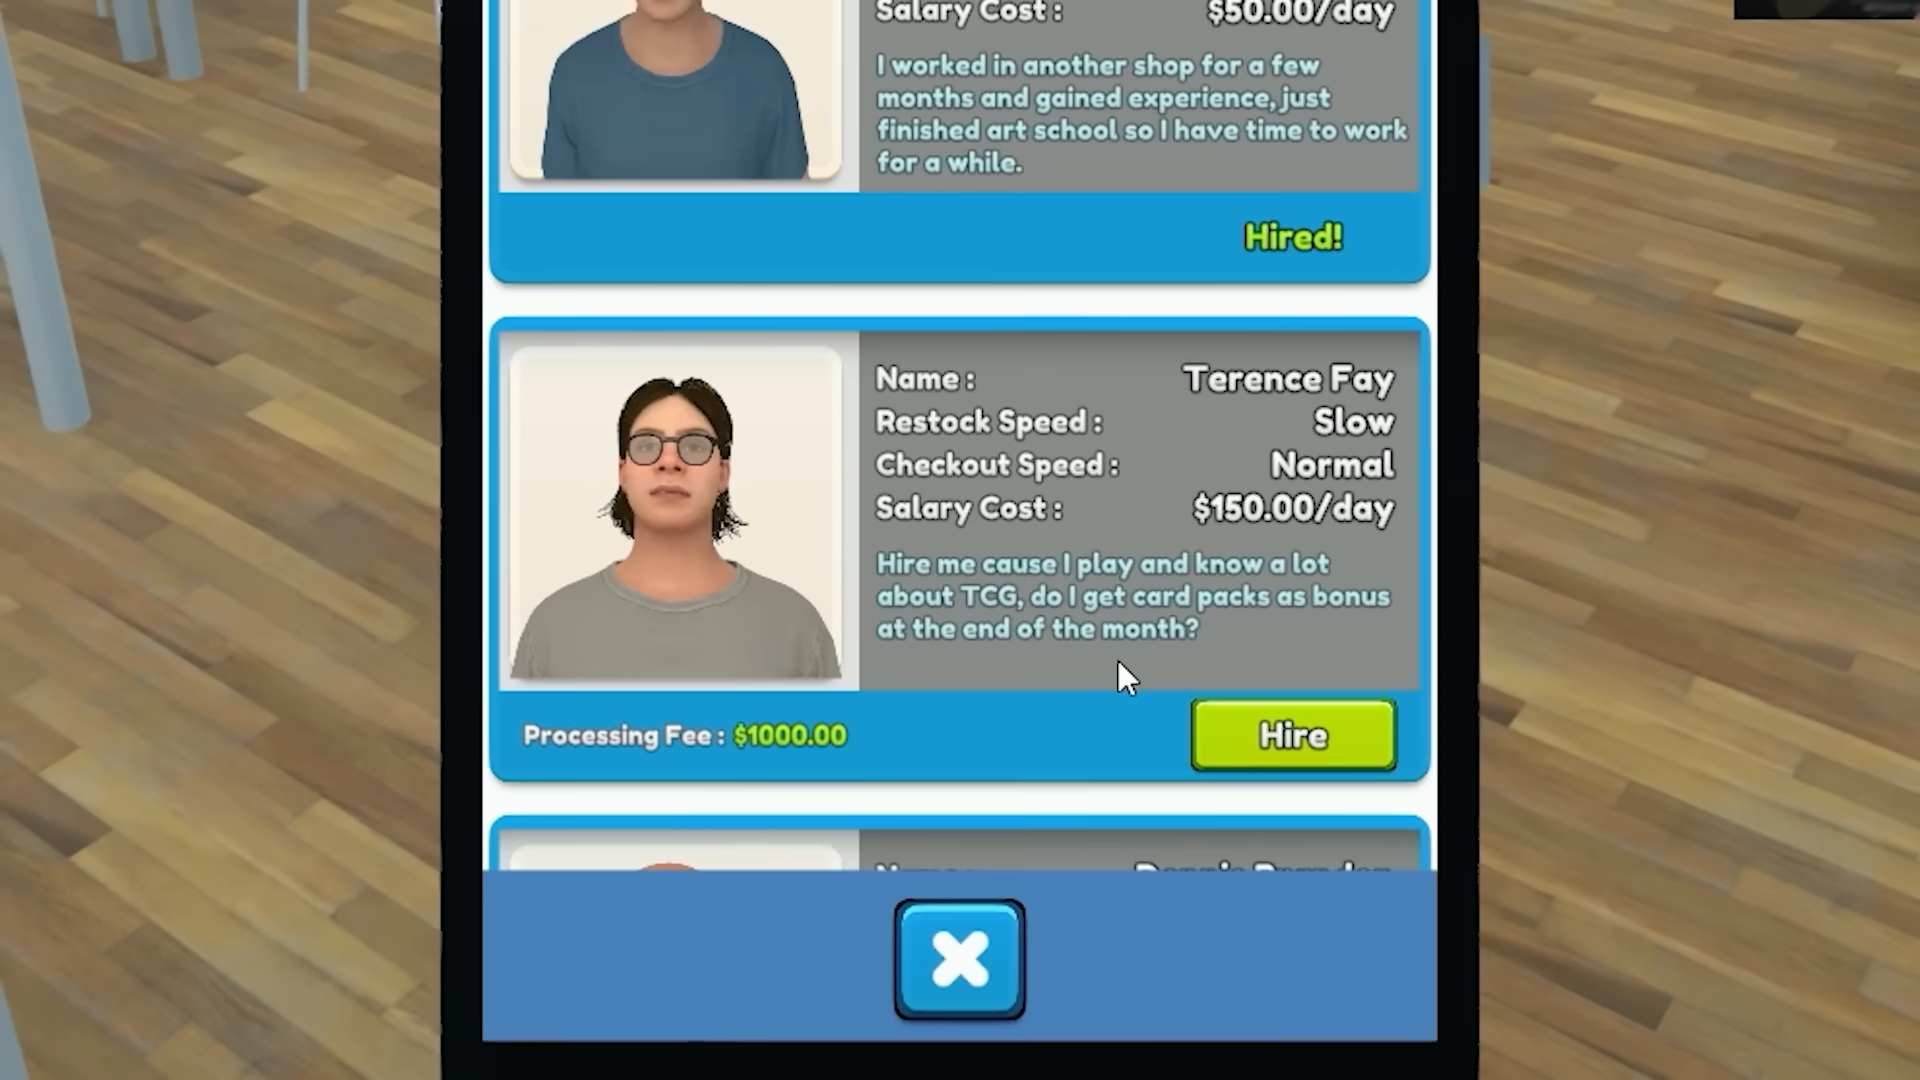 Salary Cost : $50.00/day
I worked in another shop for a few
months and gained experience, just
finished art school so I have time to work
for a while.
Hired!
Name : Terence Fay
Restock Speed : Slow
Checkout Speed : Normal
Salary Cost : $150.00/day
Hire me cause I play and know a lot
about TCG, do I get card packs as bonus
at the end of the month?
Processing Fee : $1000.00
Hire